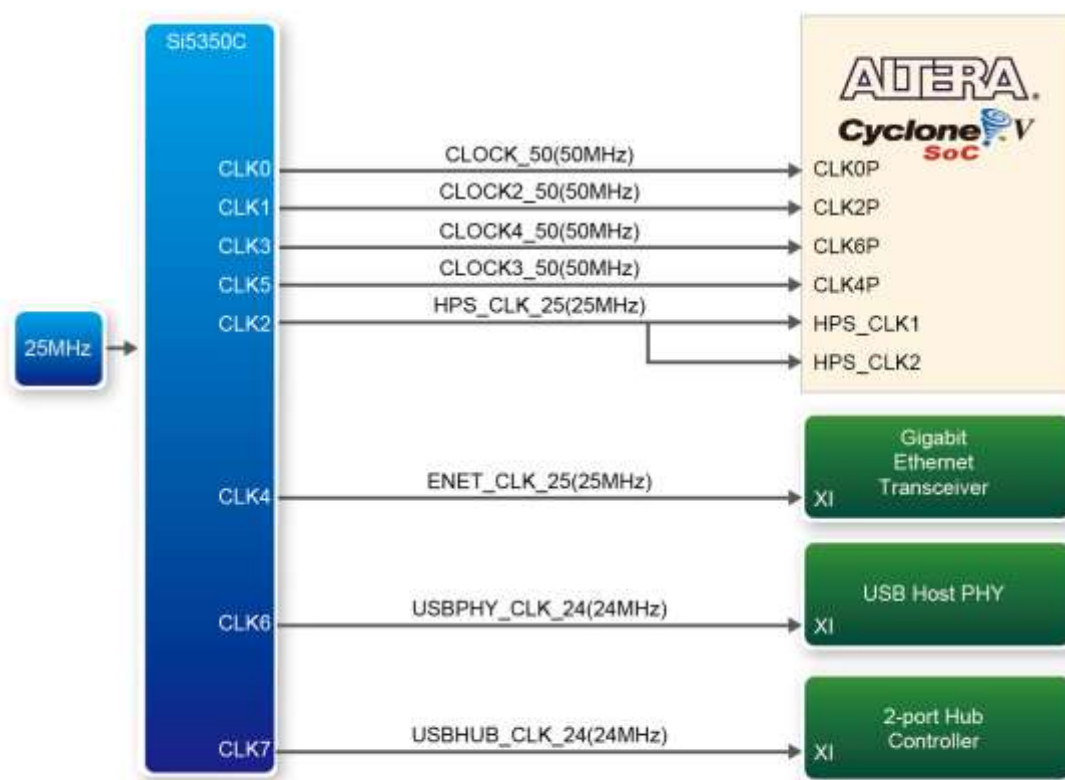 Si5350C
ALTERA®
Cyclone V
SoC
CLK0 CLOCK_50(50MHz) CLK0P
CLK1 CLOCK2_50(50MHz) CLK2P
CLK3 CLOCK4_50(50MHz) CLK6P
CLK5 CLOCK3_50(50MHz) CLK4P
CLK2 HPS_CLK_25(25MHz) HPS_CLK1
25MHz
HPS_CLK2
Gigabit
Ethernet
Transceiver
CLK4 ENET_CLK_25(25MHz) XI
USB Host PHY
CLK6 USBPHY_CLK_24(24MHz) XI
2-port Hub
Controller
CLK7 USBHUB_CLK_24(24MHz) XI